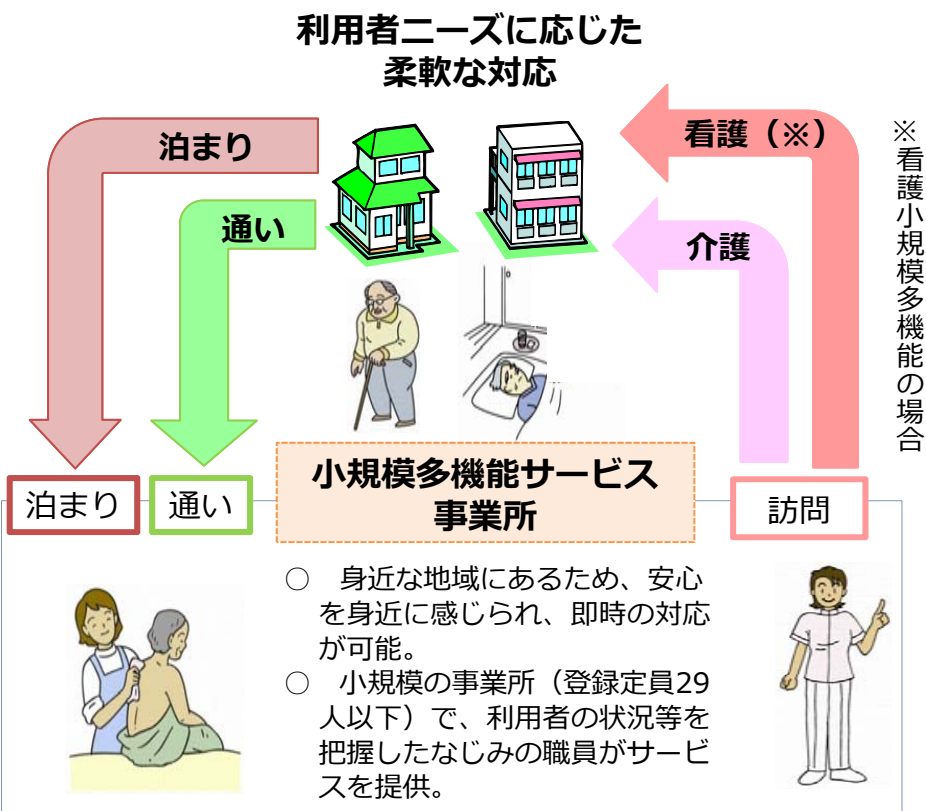 利用者ニーズに応じた
柔軟な対応
泊まり
看護（※）
通い
介護
※看護小規模多機能の場合
小規模多機能サービス
事業所
泊まり
通い
訪問
○　身近な地域にあるため、安心
を身近に感じられ、即時の対応
が可能。
○　小規模の事業所（登録定員29
人以下）で、利用者の状況等を
把握したなじみの職員がサービ
スを提供。